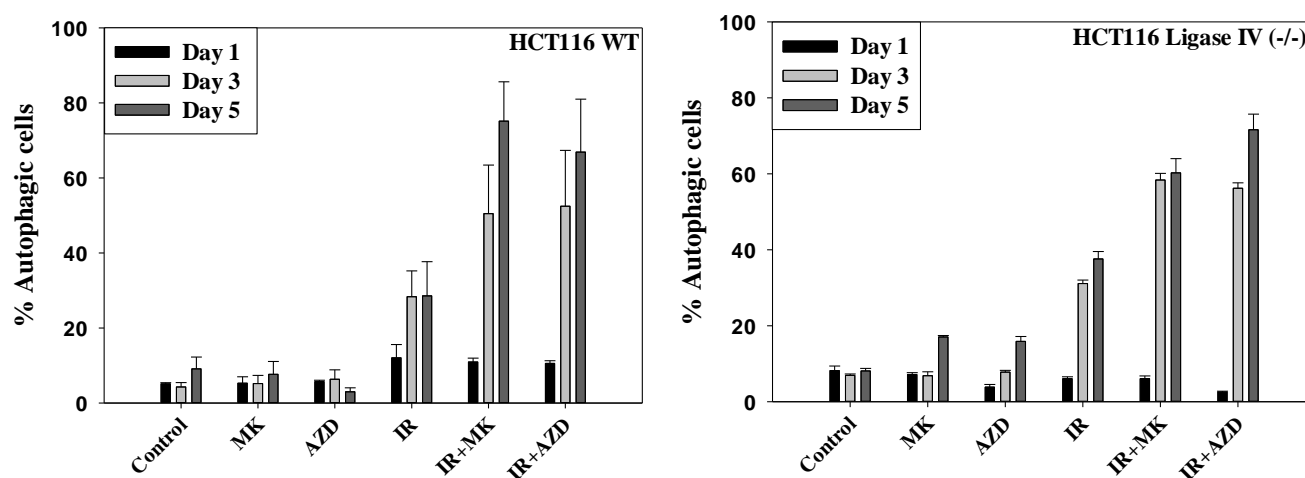 HCT116 WT
Day 1
Day 3
Day 5
% Autophagic cells
100
80
60
40
20
0
Control
MK
AZD
IR
IR+MK
IR+AZD
HCT116 Ligase IV (-/-)
Day 1
Day 3
Day 5
% Autophagic cells
100
80
60
40
20
0
Control
MK
AZD
IR
IR+MK
IR+AZD